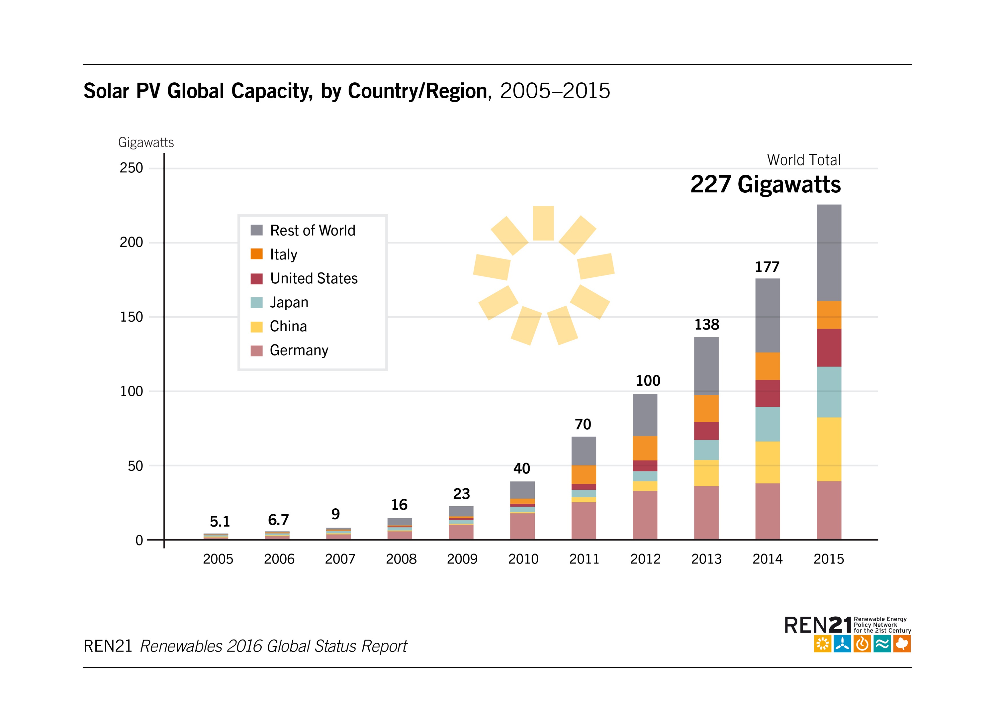 Solar PV Global Capacity, by Country/Region, 2005–2015
Gigawatts
250
200
150
100
50
0
World Total
227 Gigawatts
Rest of World
Italy
United States
Japan
China
Germany
5.1
6.7
9
16
23
40
70
100
138
177
2005 2006 2007 2008 2009 2010 2011 2012 2013 2014 2015
REN21 Renewables 2016 Global Status Report
REN21
Renewable Energy
Policy Network
for the 21st Century